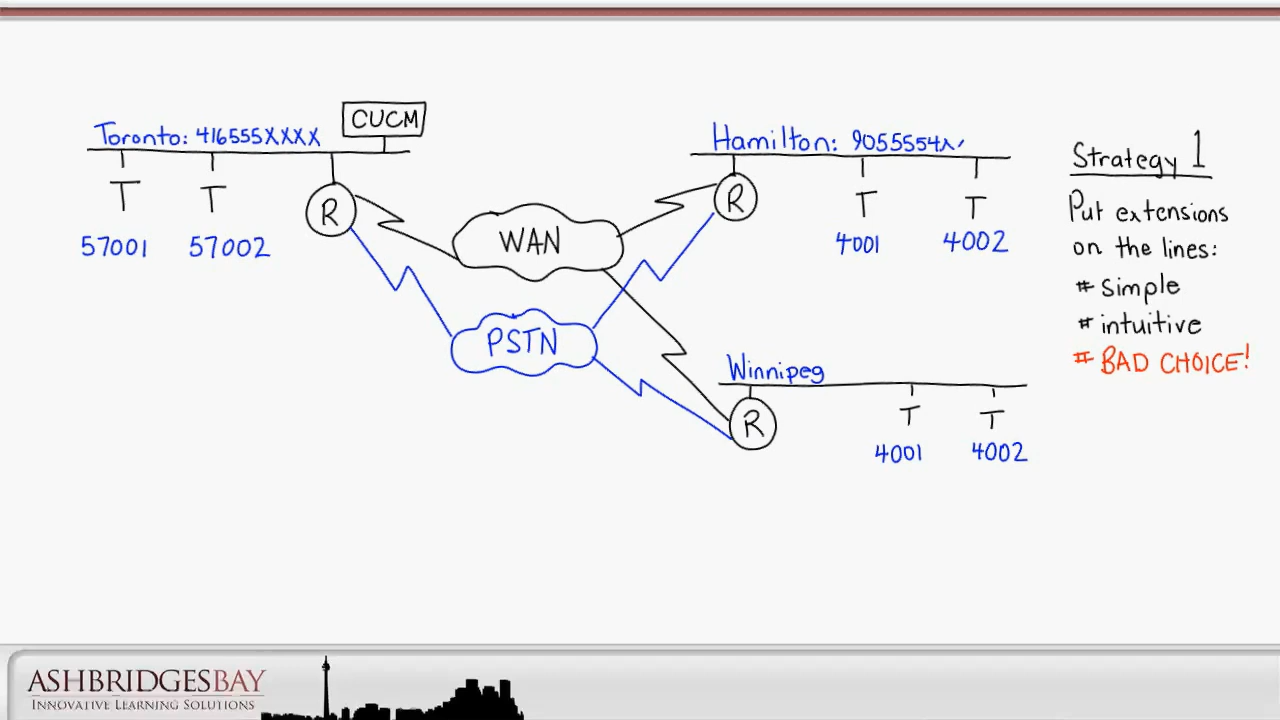 Toronto: 416555XXXX
CUCM
T T
57001 57002
R
WAN
PSTN
Hamilton: 9055554x
R
T T
4001 4002
Winnipeg
R
T T
4001 4002
Strategy 1
Put extensions
on the lines:
# simple
# intuitive
# BAD CHOICE!
ASHBRIDGESBAY
INNOVATIVE LEARNING SOLUTIONS